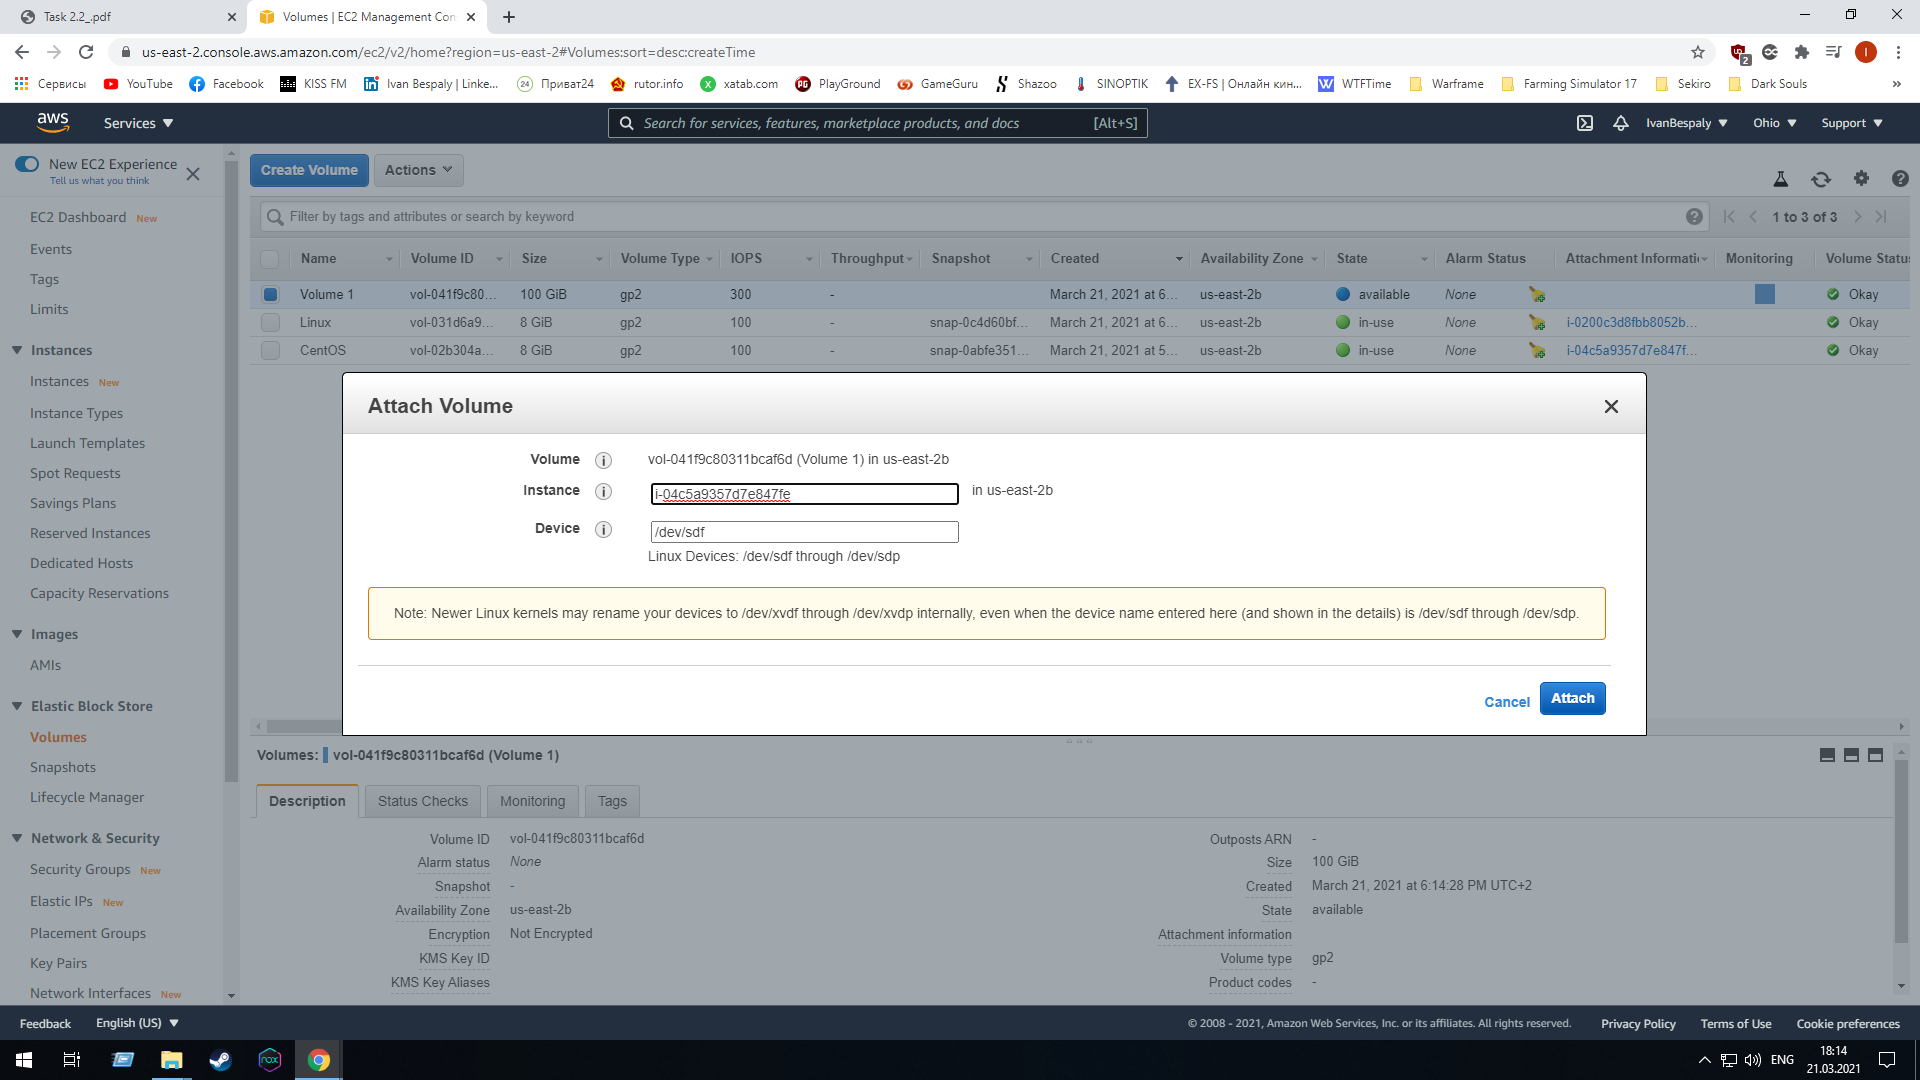 Task 2.2_.pdf
Volumes | EC2 Management Con
us-east-2.console.aws.amazon.com/ec2/v2/home?region=us-east-2#Volumes:sort=desc:createTime
2
I
Сервисы
YouTube
Facebook
KISS FM
Ivan Bespaly | Linke...
24
Приват24
rutor.info
xatab.com
PlayGround
GameGuru
Shazoo
SINOPTIK
EX-FS | Онлайн кин...
WTFTime
Warframe
Farming Simulator 17
Sekiro
Dark Souls
»
aws
Services
Search for services, features, marketplace products, and docs
[Alt+S]
IvanBespaly
Ohio
Support
New EC2 Experience
Tell us what you think
EC2 Dashboard New
Events
Tags
Limits
Instances
Instances New
Instance Types
Launch Templates
Spot Requests
Savings Plans
Reserved Instances
Dedicated Hosts
Capacity Reservations
Images
AMIs
Elastic Block Store
Volumes
Snapshots
Lifecycle Manager
Network & Security
Security Groups New
Elastic IPs New
Placement Groups
Key Pairs
Network Interfaces New
Create Volume
Actions
Filter by tags and attributes or search by keyword
1 to 3 of 3
Name Volume ID Size Volume Type IOPS Throughput Snapshot Created Availability Zone State Alarm Status Attachment Informati Monitoring Volume Status
Volume 1 vol-041f9c80... 100 GiB gp2 300 - March 21, 2021 at 6... us-east-2b available None Okay
Linux vol-031d6a9... 8 GiB gp2 100 - snap-0c4d60bf... March 21, 2021 at 6... us-east-2b in-use None i-0200c3d8fbb8052b... Okay
CentOS vol-02b304a... 8 GiB gp2 100 - snap-0abfe351... March 21, 2021 at 5... us-east-2b in-use None i-04c5a9357d7e847f... Okay
Attach Volume
Volume i vol-041f9c80311bcaf6d (Volume 1) in us-east-2b
Instance i i-04c5a9357d7e847fe in us-east-2b
Device i /dev/sdf
Linux Devices: /dev/sdf through /dev/sdp
Note: Newer Linux kernels may rename your devices to /dev/xvdf through /dev/xvdp internally, even when the device name entered here (and shown in the details) is /dev/sdf through /dev/sdp.
Cancel
Attach
Volumes: vol-041f9c80311bcaf6d (Volume 1)
Description
Status Checks
Monitoring
Tags
Volume ID vol-041f9c80311bcaf6d
Alarm status None
Snapshot -
Availability Zone us-east-2b
Encryption Not Encrypted
KMS Key ID
KMS Key Aliases
Outposts ARN -
Size 100 GiB
Created March 21, 2021 at 6:14:28 PM UTC+2
State available
Attachment information
Volume type gp2
Product codes -
Feedback
English (US)
© 2008 - 2021, Amazon Web Services, Inc. or its affiliates. All rights reserved.
Privacy Policy
Terms of Use
Cookie preferences
ENG
18:14
21.03.2021